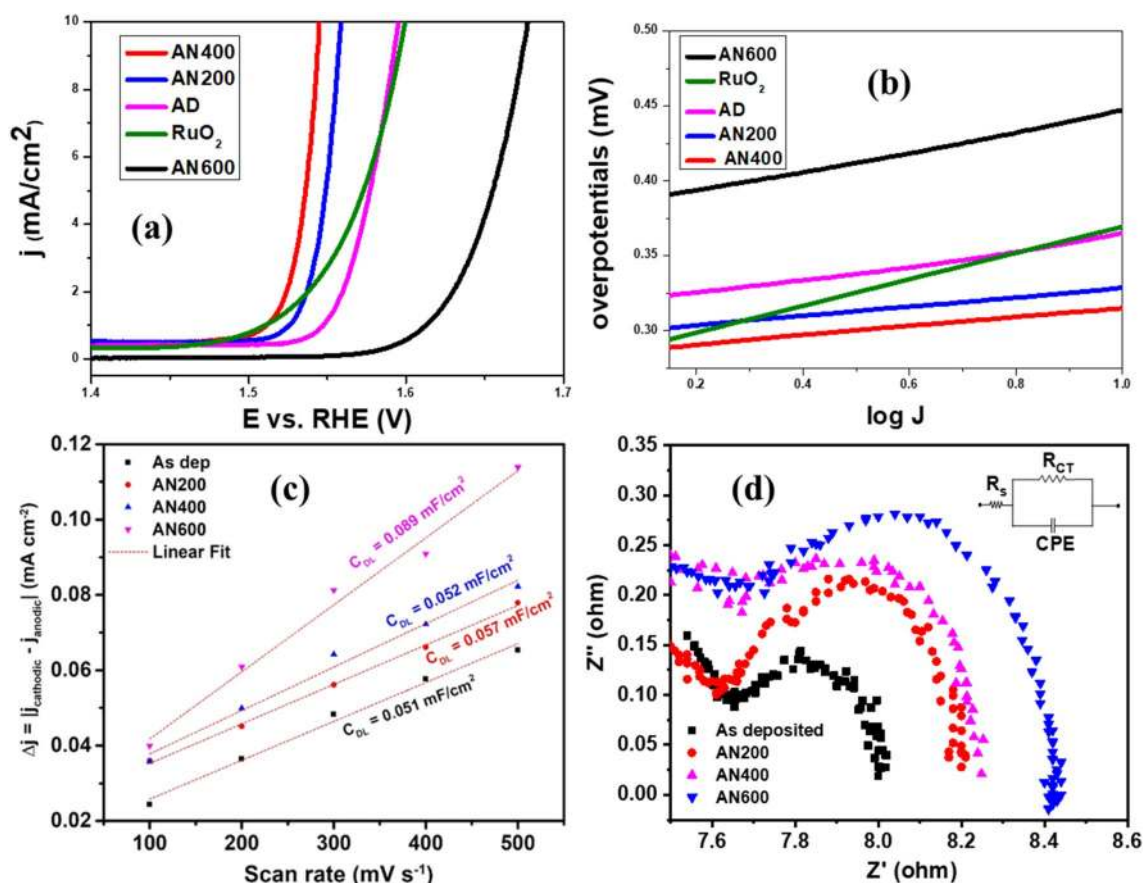 10
8
6
4
2
0
j (mA/cm2)
AN400
AN200
AD
RuO2
AN600
(a)
1.4 1.5 1.6 1.7
E vs. RHE (V)
0.50
0.45
0.40
0.35
0.30
overpotentials (mV)
AN600
RuO2
AD
AN200
AN400
(b)
0.2 0.4 0.6 0.8 1.0
log J
0.12
0.10
0.08
0.06
0.04
0.02
Δj = |jcathodic - janodic| (mA cm-2)
As dep
AN200
AN400
AN600
Linear Fit
(c)
CDL = 0.089 mF/cm2
CDL = 0.052 mF/cm2
CDL = 0.057 mF/cm2
CDL = 0.051 mF/cm2
100 200 300 400 500
Scan rate (mV s-1)
0.35
0.30
0.25
0.20
0.15
0.10
0.05
0.00
Z'' (ohm)
(d)
RCT
Rs
CPE
As deposited
AN200
AN400
AN600
7.6 7.8 8.0 8.2 8.4 8.6
Z' (ohm)